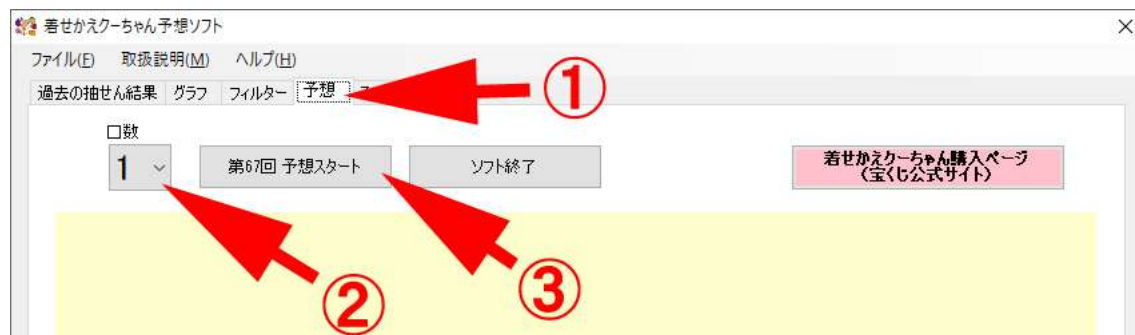 着せかえクーちゃん予想ソフト
ファイル(F) 取扱説明(M) ヘルプ(H)
過去の抽せん結果 グラフ フィルター 予想
①
口数
1 第67回 予想スタート ソフト終了
着せかえクーちゃん購入ページ
(宝くじ公式サイト)
②
③